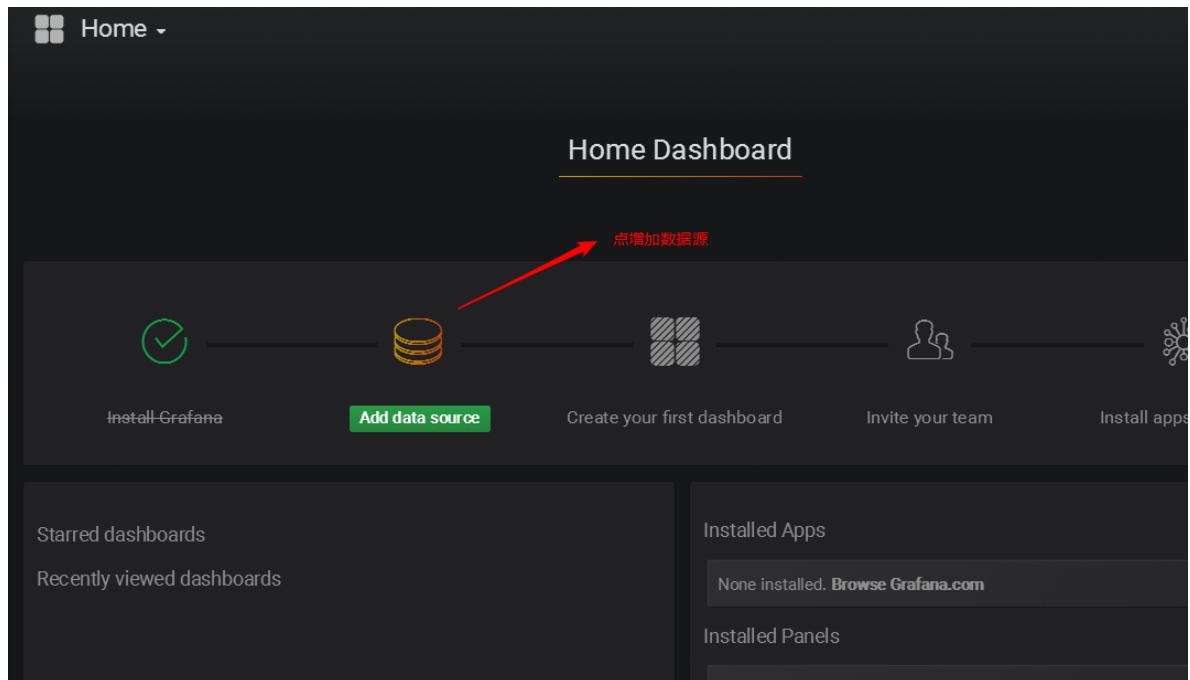 Home
Home Dashboard
点增加数据源
Install Grafana
Add data source
Create your first dashboard
Invite your team
Install apps
Starred dashboards
Recently viewed dashboards
Installed Apps
None installed. Browse Grafana.com
Installed Panels